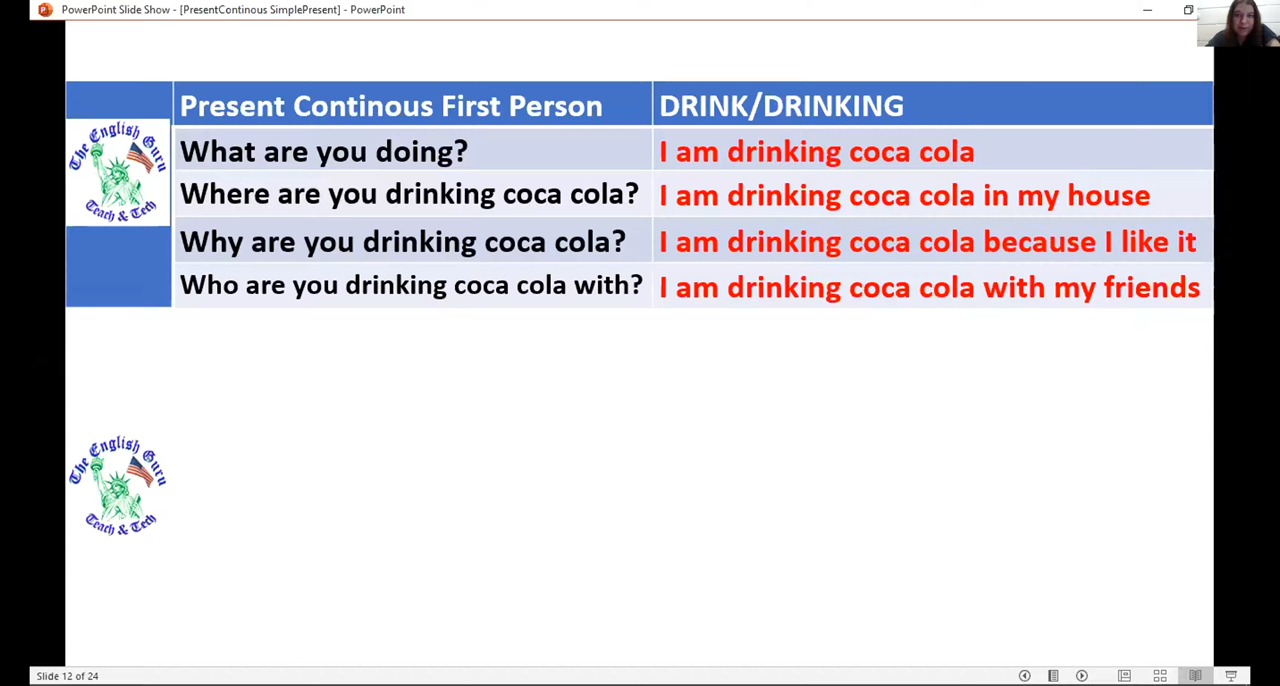 PowerPoint Slide Show - [PresentContinous SimplePresent] - PowerPoint
Present Continous First Person
DRINK/DRINKING
What are you doing?
I am drinking coca cola
Where are you drinking coca cola?
I am drinking coca cola in my house
Why are you drinking coca cola?
I am drinking coca cola because I like it
Who are you drinking coca cola with?
I am drinking coca cola with my friends
The English Guru
Teach & Tech
The English Guru
Teach & Tech
Slide 12 of 24